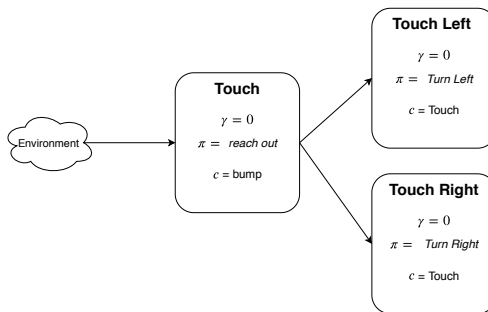 Environment
Touch
γ = 0
π = reach out
c = bump
Touch Left
γ = 0
π = Turn Left
c = Touch
Touch Right
γ = 0
π = Turn Right
c = Touch